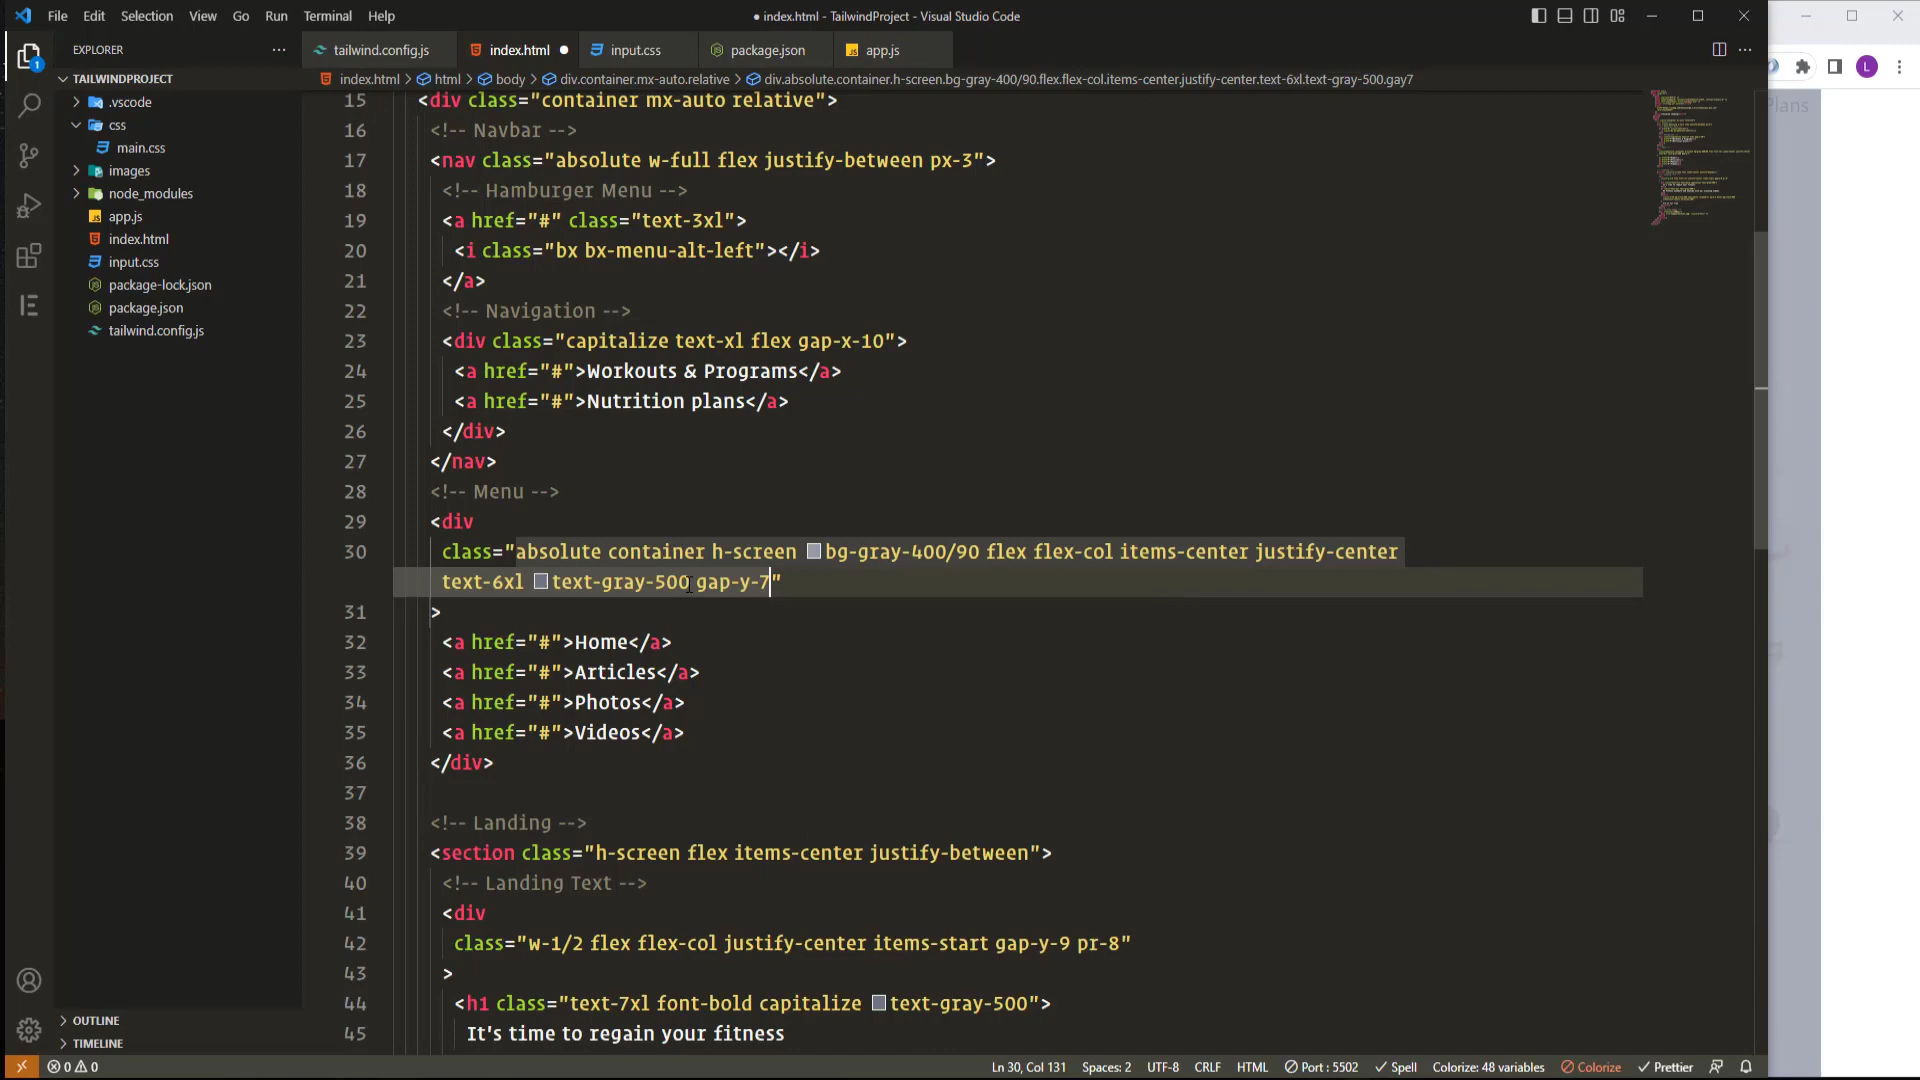 File Edit Selection View Go Run Terminal Help
● index.html - TailwindProject - Visual Studio Code
EXPLORER
tailwind.config.js index.html input.css package.json app.js
TAILWINDPROJECT
index.html > html > body > div.container.mx-auto.relative > div.absolute.container.h-screen.bg-gray-400/90.flex.flex-col.items-center.justify-center.text-6xl.text-gray-500.gay7
.vscode
css
main.css
images
node_modules
app.js
index.html
input.css
package-lock.json
package.json
tailwind.config.js
OUTLINE
TIMELINE
1
15 <div class="container mx-auto relative">
16 <!-- Navbar -->
17 <nav class="absolute w-full flex justify-between px-3">
18 <!-- Hamburger Menu -->
19 <a href="#" class="text-3xl">
20 <i class="bx bx-menu-alt-left"></i>
21 </a>
22 <!-- Navigation -->
23 <div class="capitalize text-xl flex gap-x-10">
24 <a href="#">Workouts & Programs</a>
25 <a href="#">Nutrition plans</a>
26 </div>
27 </nav>
28 <!-- Menu -->
29 <div
30 class="absolute container h-screen bg-gray-400/90 flex flex-col items-center justify-center
text-6xl text-gray-500 gap-y-7"
31 >
32 <a href="#">Home</a>
33 <a href="#">Articles</a>
34 <a href="#">Photos</a>
35 <a href="#">Videos</a>
36 </div>
37
38 <!-- Landing -->
39 <section class="h-screen flex items-center justify-between">
40 <!-- Landing Text -->
41 <div
42 class="w-1/2 flex flex-col justify-center items-start gap-y-9 pr-8"
43 >
44 <h1 class="text-7xl font-bold capitalize text-gray-500">
45 It's time to regain your fitness
L
Plans
0 0
Ln 30, Col 131 Spaces: 2 UTF-8 CRLF HTML Port : 5502 Spell Colorize: 48 variables Colorize Prettier